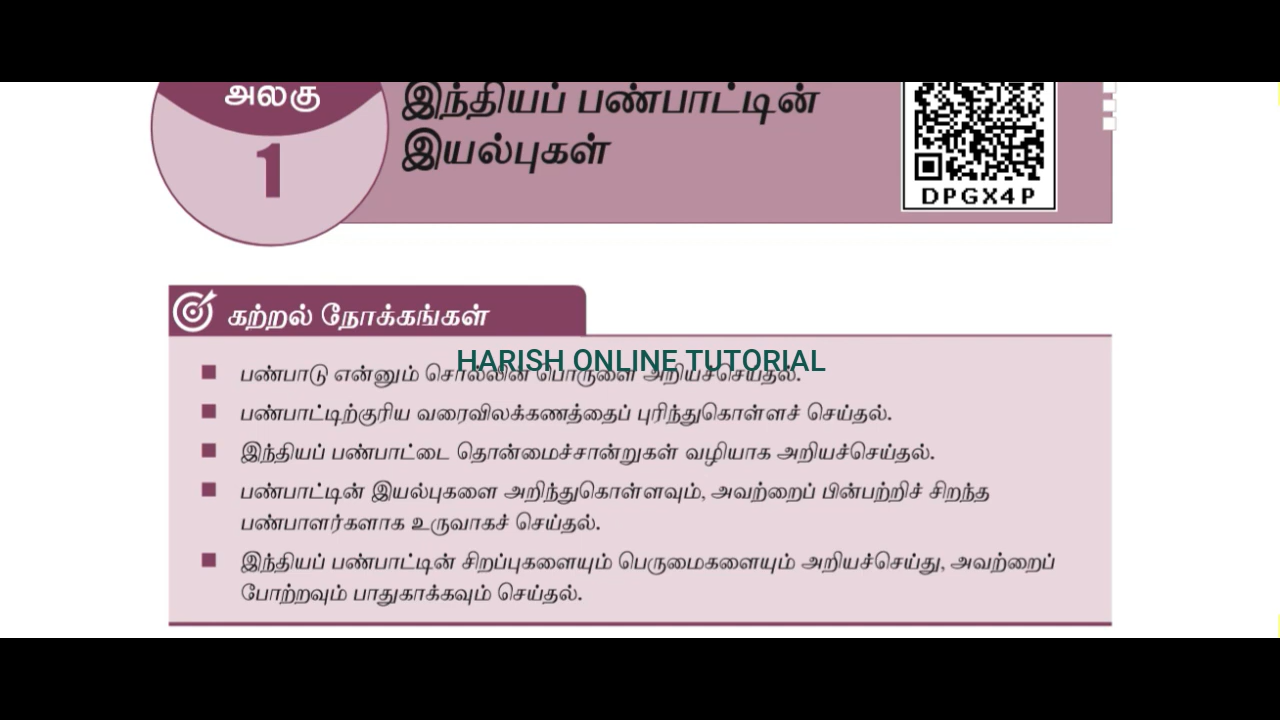 அலகு
1
இந்தியப் பண்பாட்டின்
இயல்புகள்
DPGX4P
கற்றல் நோக்கங்கள்
HARISH ONLINE TUTORIAL
பண்பாடு என்னும் சொல்லின் பொருளை அறியச்செய்தல்.
பண்பாட்டிற்குரிய வரைவிலக்கணத்தைப் புரிந்துகொள்ளச் செய்தல்.
இந்தியப் பண்பாட்டை தொன்மைச்சான்றுகள் வழியாக அறியச்செய்தல்.
பண்பாட்டின் இயல்புகளை அறிந்துகொள்ளவும், அவற்றைப் பின்பற்றிச் சிறந்த
பண்பாளர்களாக உருவாகச் செய்தல்.
இந்தியப் பண்பாட்டின் சிறப்புகளையும் பெருமைகளையும் அறியச்செய்து, அவற்றைப்
போற்றவும் பாதுகாக்கவும் செய்தல்.